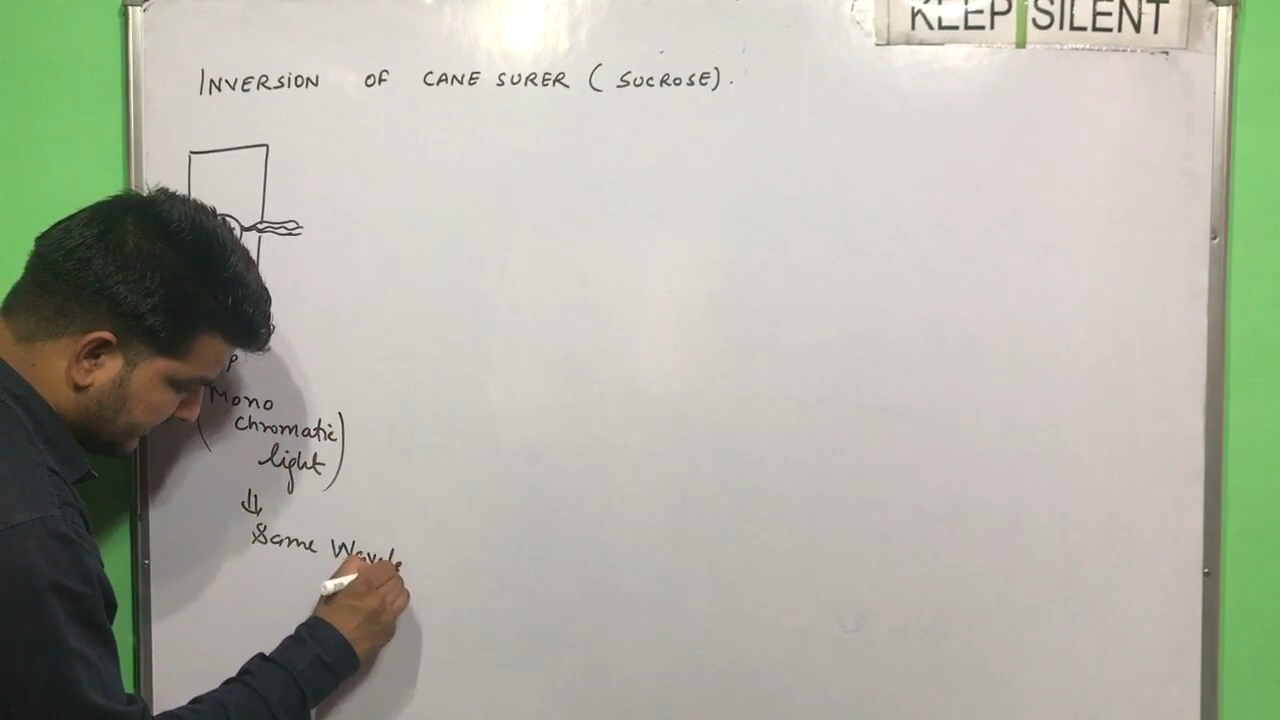 KEEP SILENT
INVERSION OF CANE SURER (SUCROSE).
P
(Mono
chromatic
light)
⇓
Same Wavele